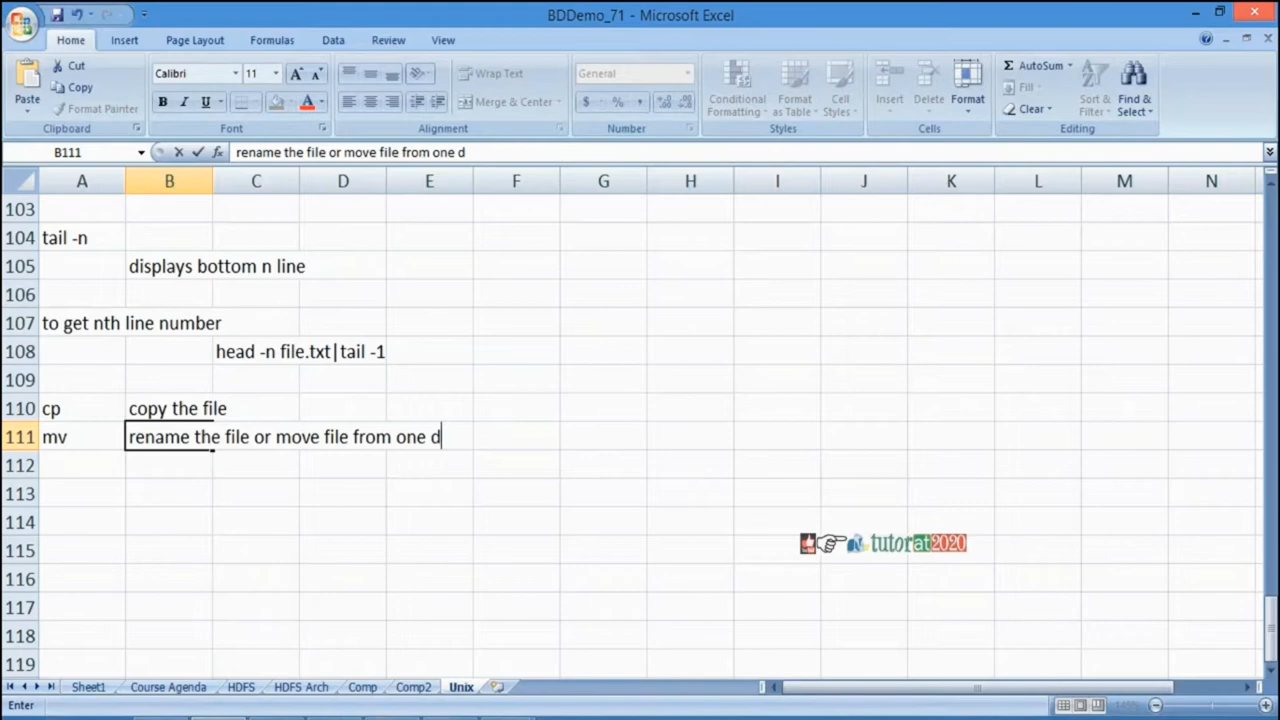 BDDemo_71 - Microsoft Excel
Home Insert Page Layout Formulas Data Review View
Paste
Cut
Copy
Format Painter
Clipboard
Calibri 11
B I U
Font
Wrap Text
Merge & Center
Alignment
General
$ % ,
Number
Conditional Formatting
Format as Table
Cell Styles
Styles
Insert
Delete
Format
Cells
Σ AutoSum
Fill
Clear
Sort & Filter
Find & Select
Editing
B111 fx rename the file or move file from one d
A B C D E F G H I J K L M N
103
104 tail -n
105 displays bottom n line
106
107 to get nth line number
108 head -n file.txt|tail -1
109
110 cp copy the file
111 mv rename the file or move file from one d
112
113
114
115
116
117
118
119
tutorat2020
Sheet1 Course Agenda HDFS HDFS Arch Comp Comp2 Unix
Enter